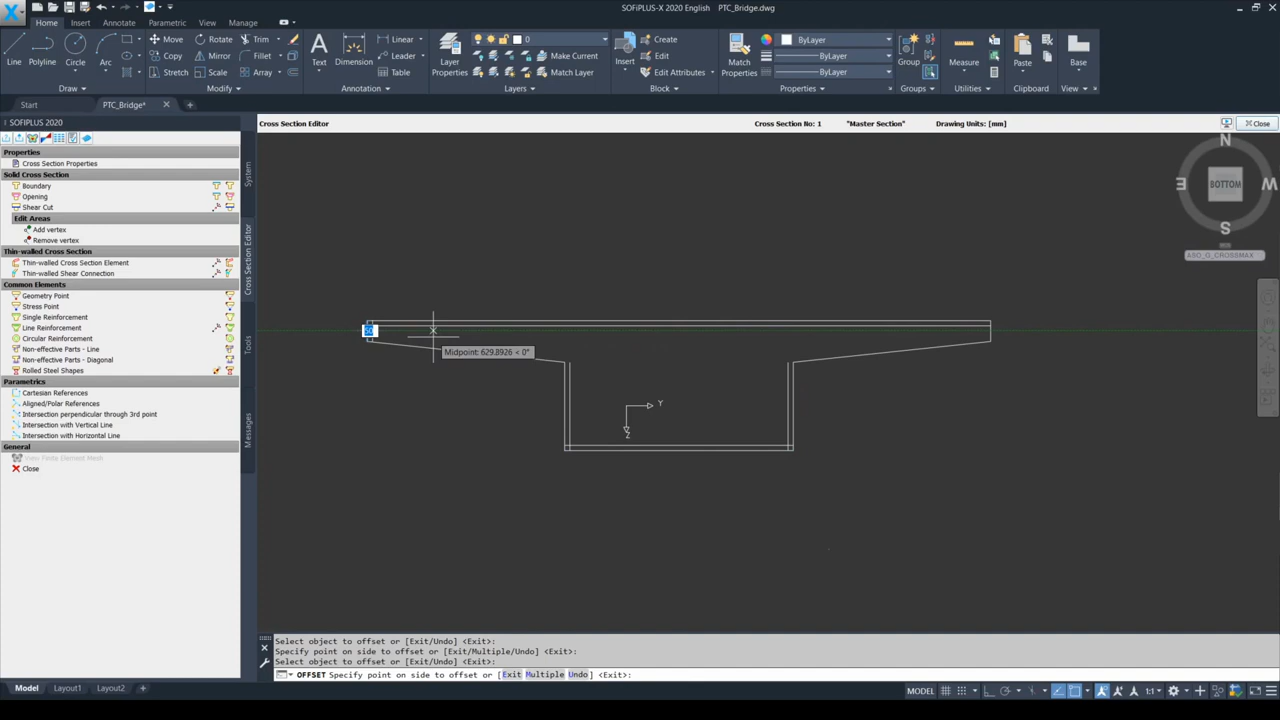 SOFiPLUS-X 2020 English PTC_Bridge.dwg
Home Insert Annotate Parametric View Manage
Line Polyline Circle Arc
Move Rotate Trim
Copy Mirror Fillet
Stretch Scale Array
Text Dimension
Linear
Leader
Table
Layer Properties
0
Make Current
Match Layer
Insert
Create
Edit
Edit Attributes
Match Properties
ByLayer
ByLayer
ByLayer
Group
Measure
Paste
Base
Draw Modify Annotation Layers Block Properties Groups Utilities Clipboard View
Start PTC_Bridge*
SOFIPLUS 2020
Properties
Cross Section Properties
Solid Cross Section
Boundary
Opening
Shear Cut
Edit Areas
Add vertex
Remove vertex
Thin-walled Cross Section
Thin-walled Cross Section Element
Thin-walled Shear Connection
Common Elements
Geometry Point
Stress Point
Single Reinforcement
Line Reinforcement
Circular Reinforcement
Non-effective Parts - Line
Non-effective Parts - Diagonal
Rolled Steel Shapes
Parametrics
Cartesian References
Aligned/Polar References
Intersection perpendicular through 3rd point
Intersection with Vertical Line
Intersection with Horizontal Line
General
View Finite Element Mesh
Close
System
Cross Section Editor
Tools
Messages
Cross Section Editor Cross Section No: 1 "Master Section" Drawing Units: [mm] Close
N
E BOTTOM W
S
ASO_G_CROSSMAX
50
Midpoint: 629.8926 < 0°
Y
Z
Select object to offset or [Exit/Undo] <Exit>:
Specify point on side to offset or [Exit/Multiple/Undo] <Exit>:
Select object to offset or [Exit/Undo] <Exit>:
OFFSET Specify point on side to offset or [Exit Multiple Undo] <Exit>:
Model Layout1 Layout2
MODEL 1:1